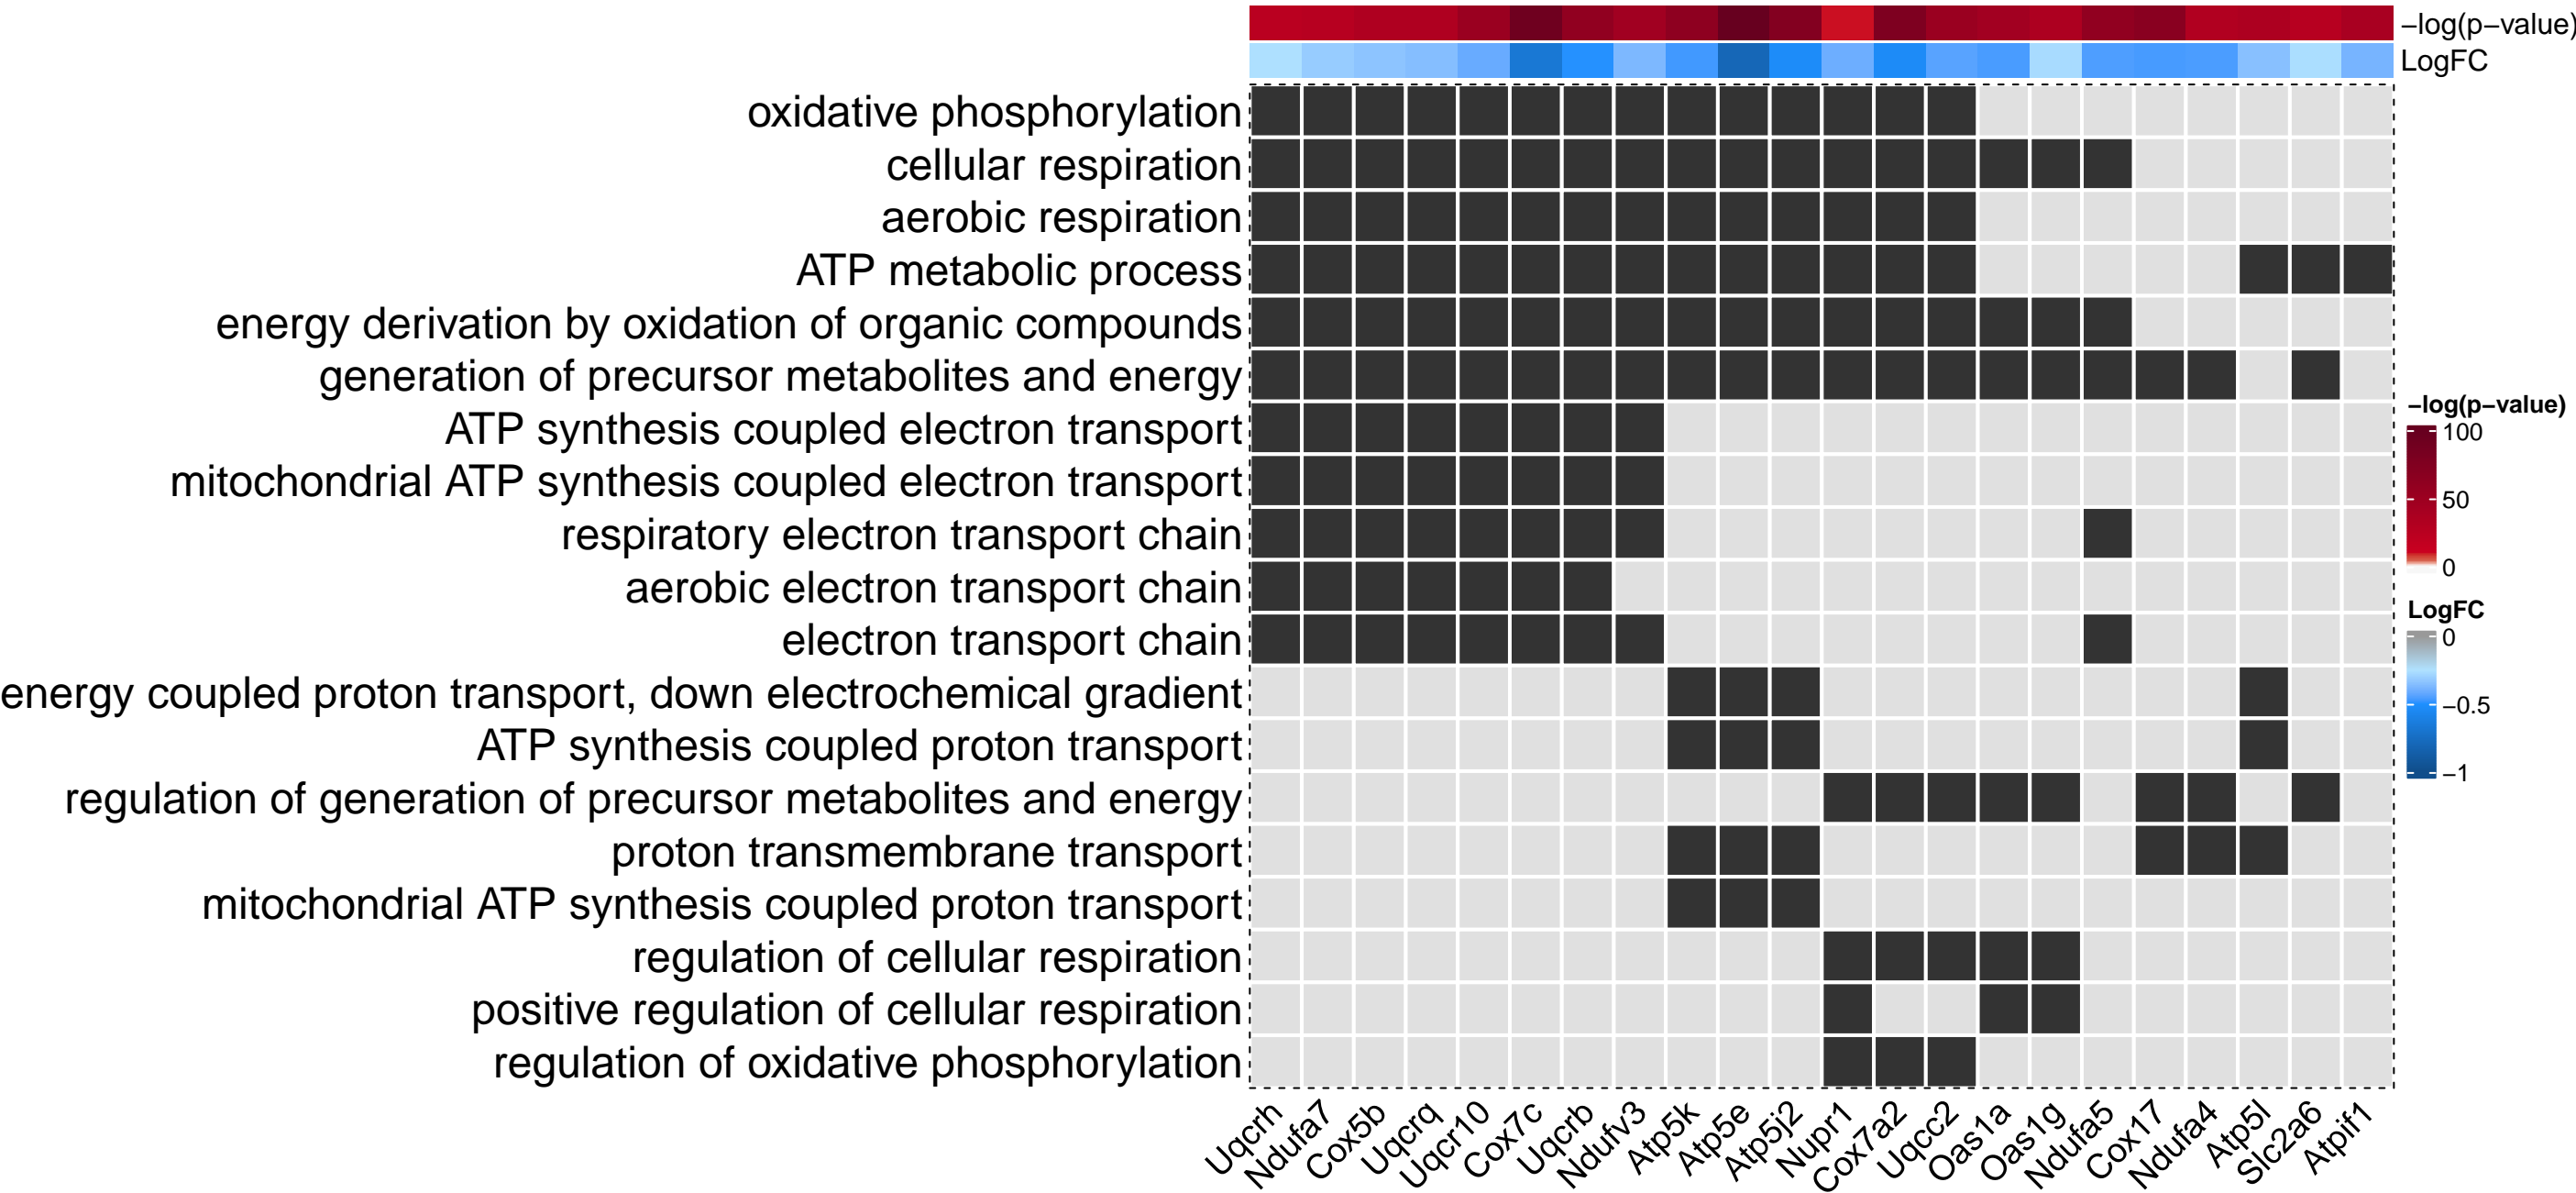 –log(p–value)
LogFC
oxidative phosphorylation
cellular respiration
aerobic respiration
ATP metabolic process
energy derivation by oxidation of organic compounds
generation of precursor metabolites and energy
ATP synthesis coupled electron transport
mitochondrial ATP synthesis coupled electron transport
respiratory electron transport chain
aerobic electron transport chain
electron transport chain
energy coupled proton transport, down electrochemical gradient
ATP synthesis coupled proton transport
regulation of generation of precursor metabolites and energy
proton transmembrane transport
mitochondrial ATP synthesis coupled proton transport
regulation of cellular respiration
positive regulation of cellular respiration
regulation of oxidative phosphorylation
–log(p–value)
100
50
0
LogFC
0
–0.5
–1
Uqcrh
Ndufa7
Cox5b
Uqcrq
Uqcr10
Cox7c
Uqcrb
Ndufv3
Atp5k
Atp5e
Atp5j2
Nupr1
Cox7a2
Uqcc2
Oas1a
Oas1g
Ndufa5
Cox17
Ndufa4
Atp5l
Slc2a6
Atpif1